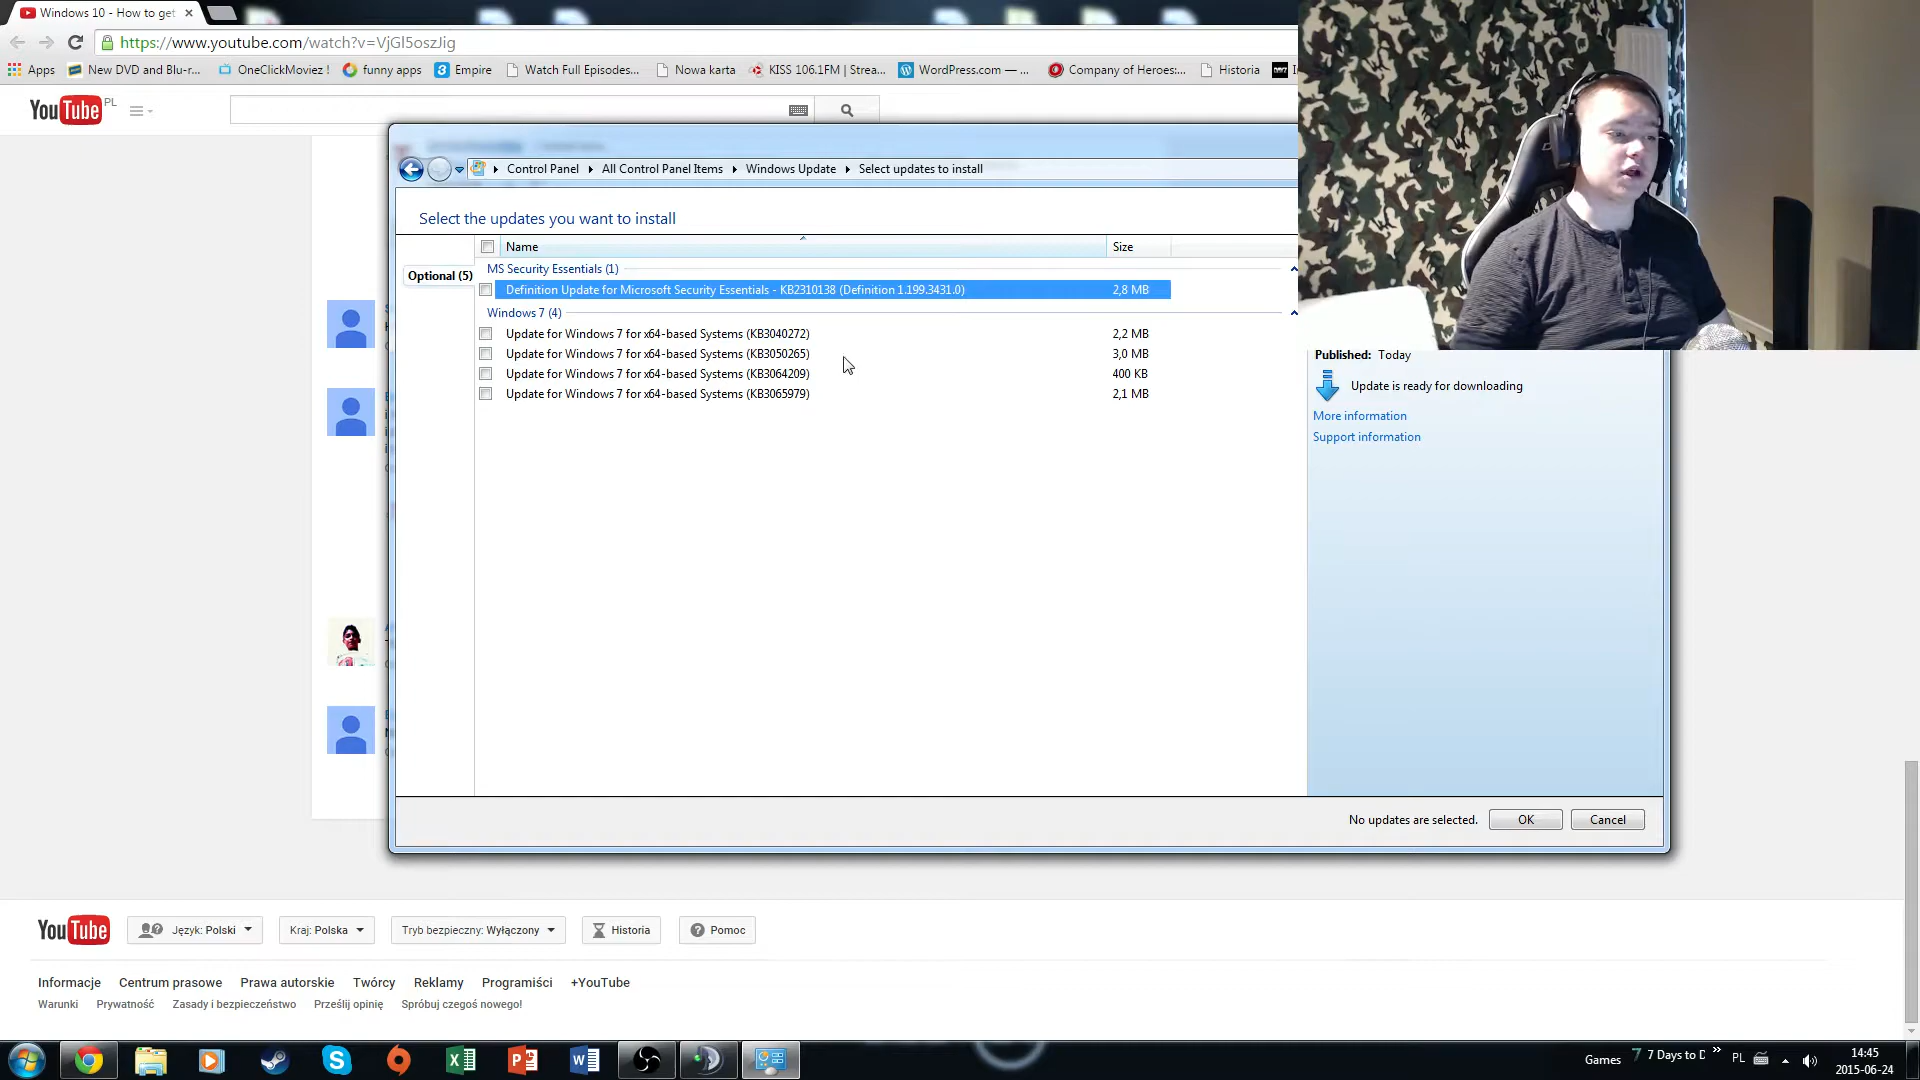 Windows 10 - How to get
https://www.youtube.com/watch?v=VjGl5oszJig
Apps New DVD and Blu-r... OneClickMoviez ! funny apps Empire Watch Full Episodes... Nowa karta KISS 106.1FM | Strea... WordPress.com — ... Company of Heroes:... Historia
YouTube PL
Control Panel All Control Panel Items Windows Update Select updates to install
Select the updates you want to install
Name Size
Optional (5)
MS Security Essentials (1)
Definition Update for Microsoft Security Essentials - KB2310138 (Definition 1.199.3431.0) 2,8 MB
Windows 7 (4)
Update for Windows 7 for x64-based Systems (KB3040272) 2,2 MB
Update for Windows 7 for x64-based Systems (KB3050265) 3,0 MB
Update for Windows 7 for x64-based Systems (KB3064209) 400 KB
Update for Windows 7 for x64-based Systems (KB3065979) 2,1 MB
Published: Today
Update is ready for downloading
More information
Support information
No updates are selected. OK Cancel
YouTube Język: Polski Kraj: Polska Tryb bezpieczny: Wyłączony Historia Pomoc
Informacje Centrum prasowe Prawa autorskie Twórcy Reklamy Programiści +YouTube
Warunki Prywatność Zasady i bezpieczeństwo Prześlij opinię Spróbuj czegoś nowego!
Games 7 Days to D » PL 14:45
2015-06-24